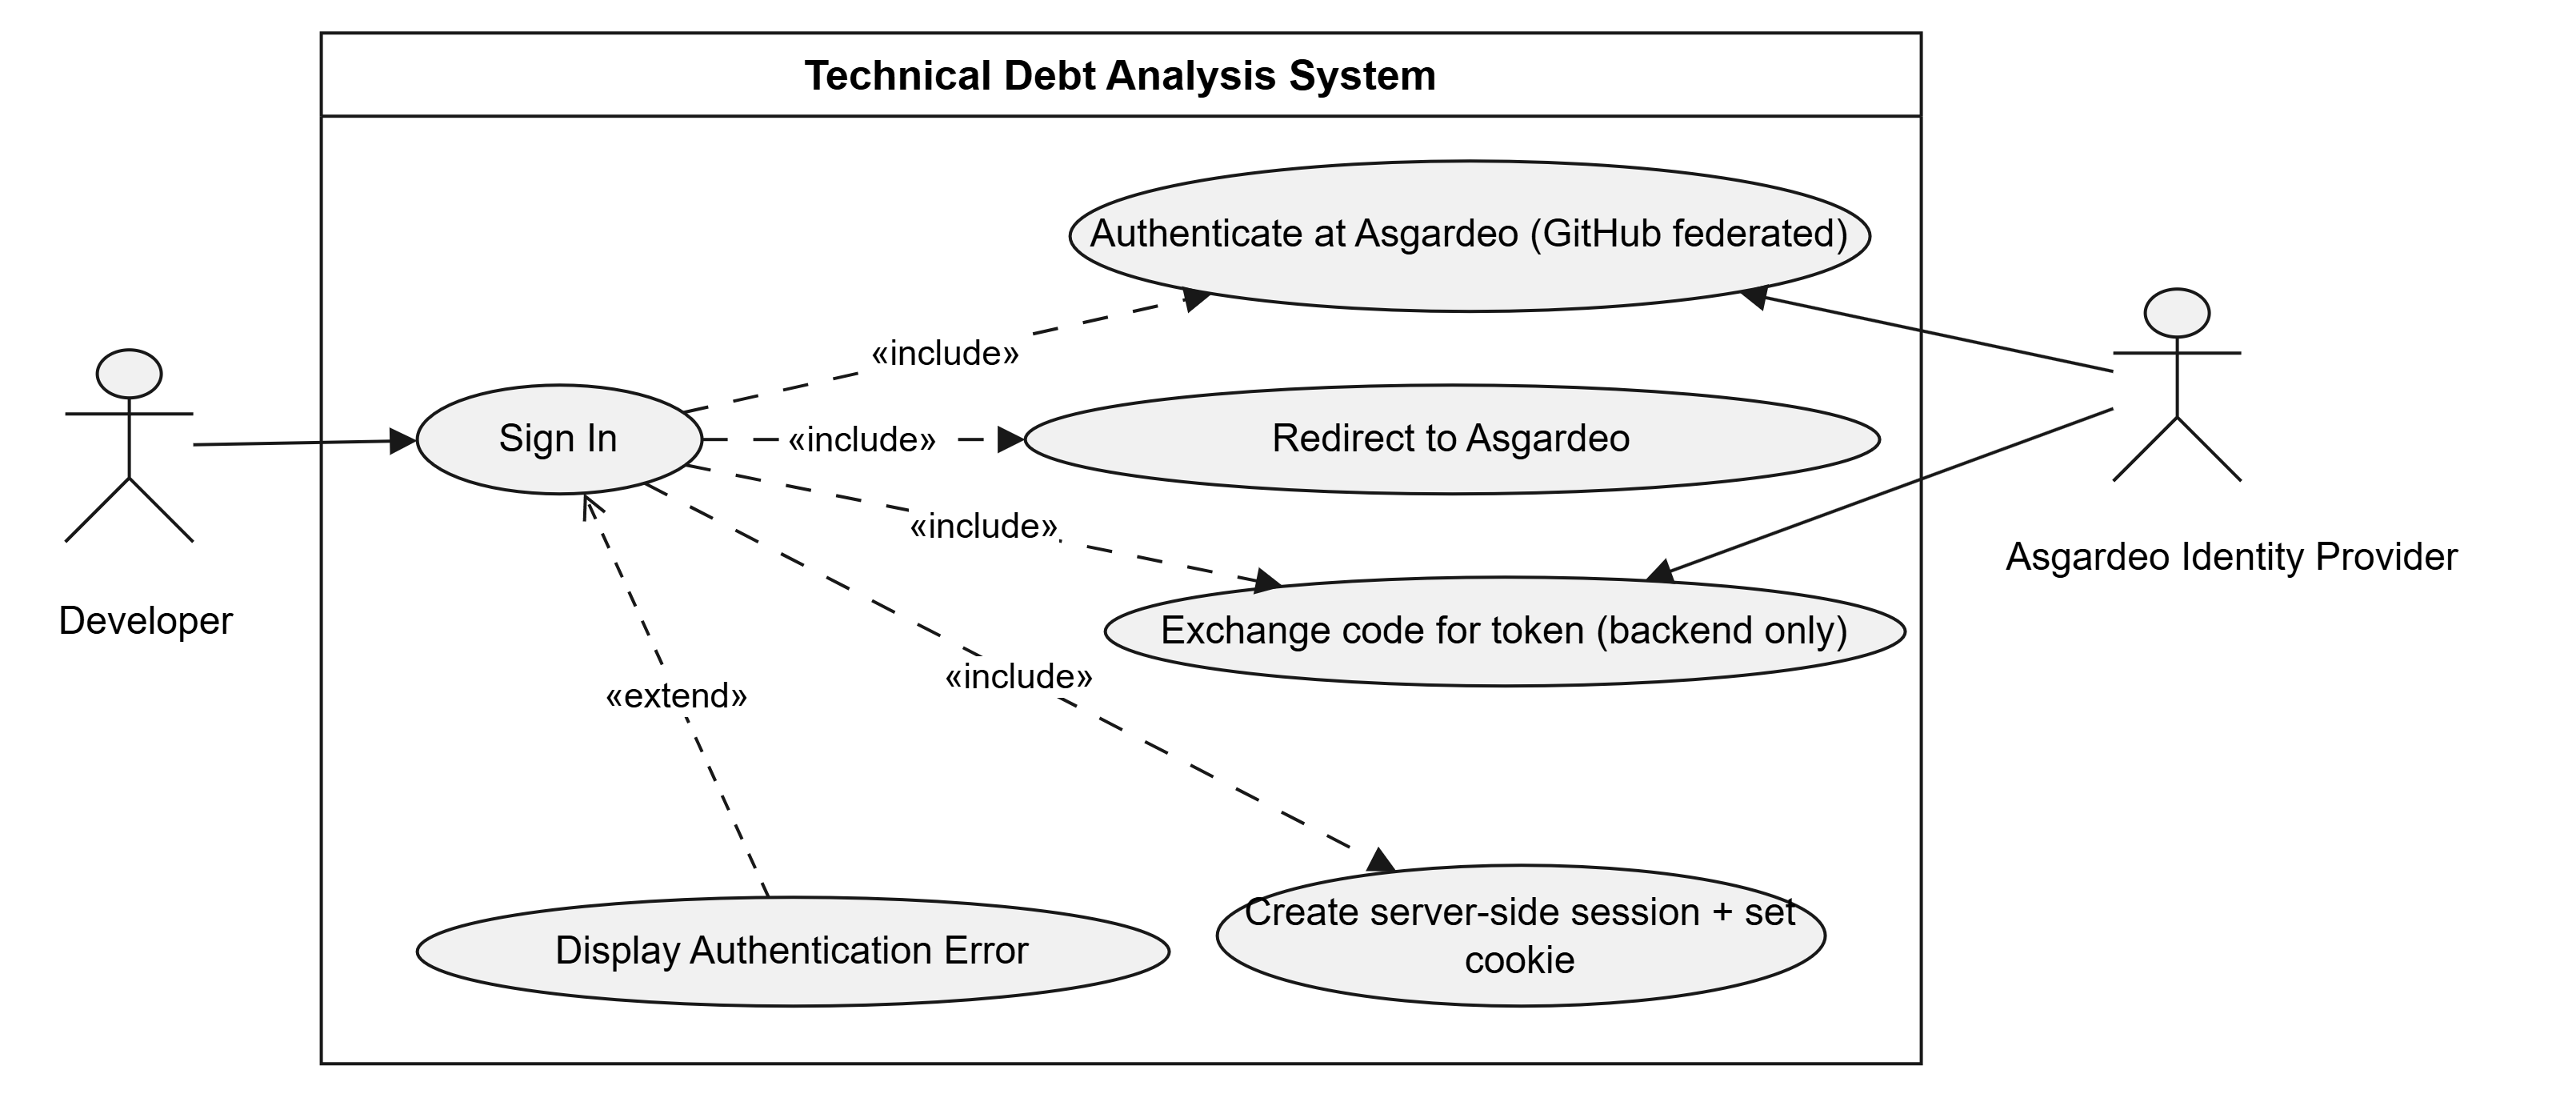 Technical Debt Analysis System
Authenticate at Asgardeo (GitHub federated)
«include»
Sign In
«include»
Redirect to Asgardeo
«include»
Asgardeo Identity Provider
Developer
Exchange code for token (backend only)
«include»
«extend»
Create server-side session + set
cookie
Display Authentication Error